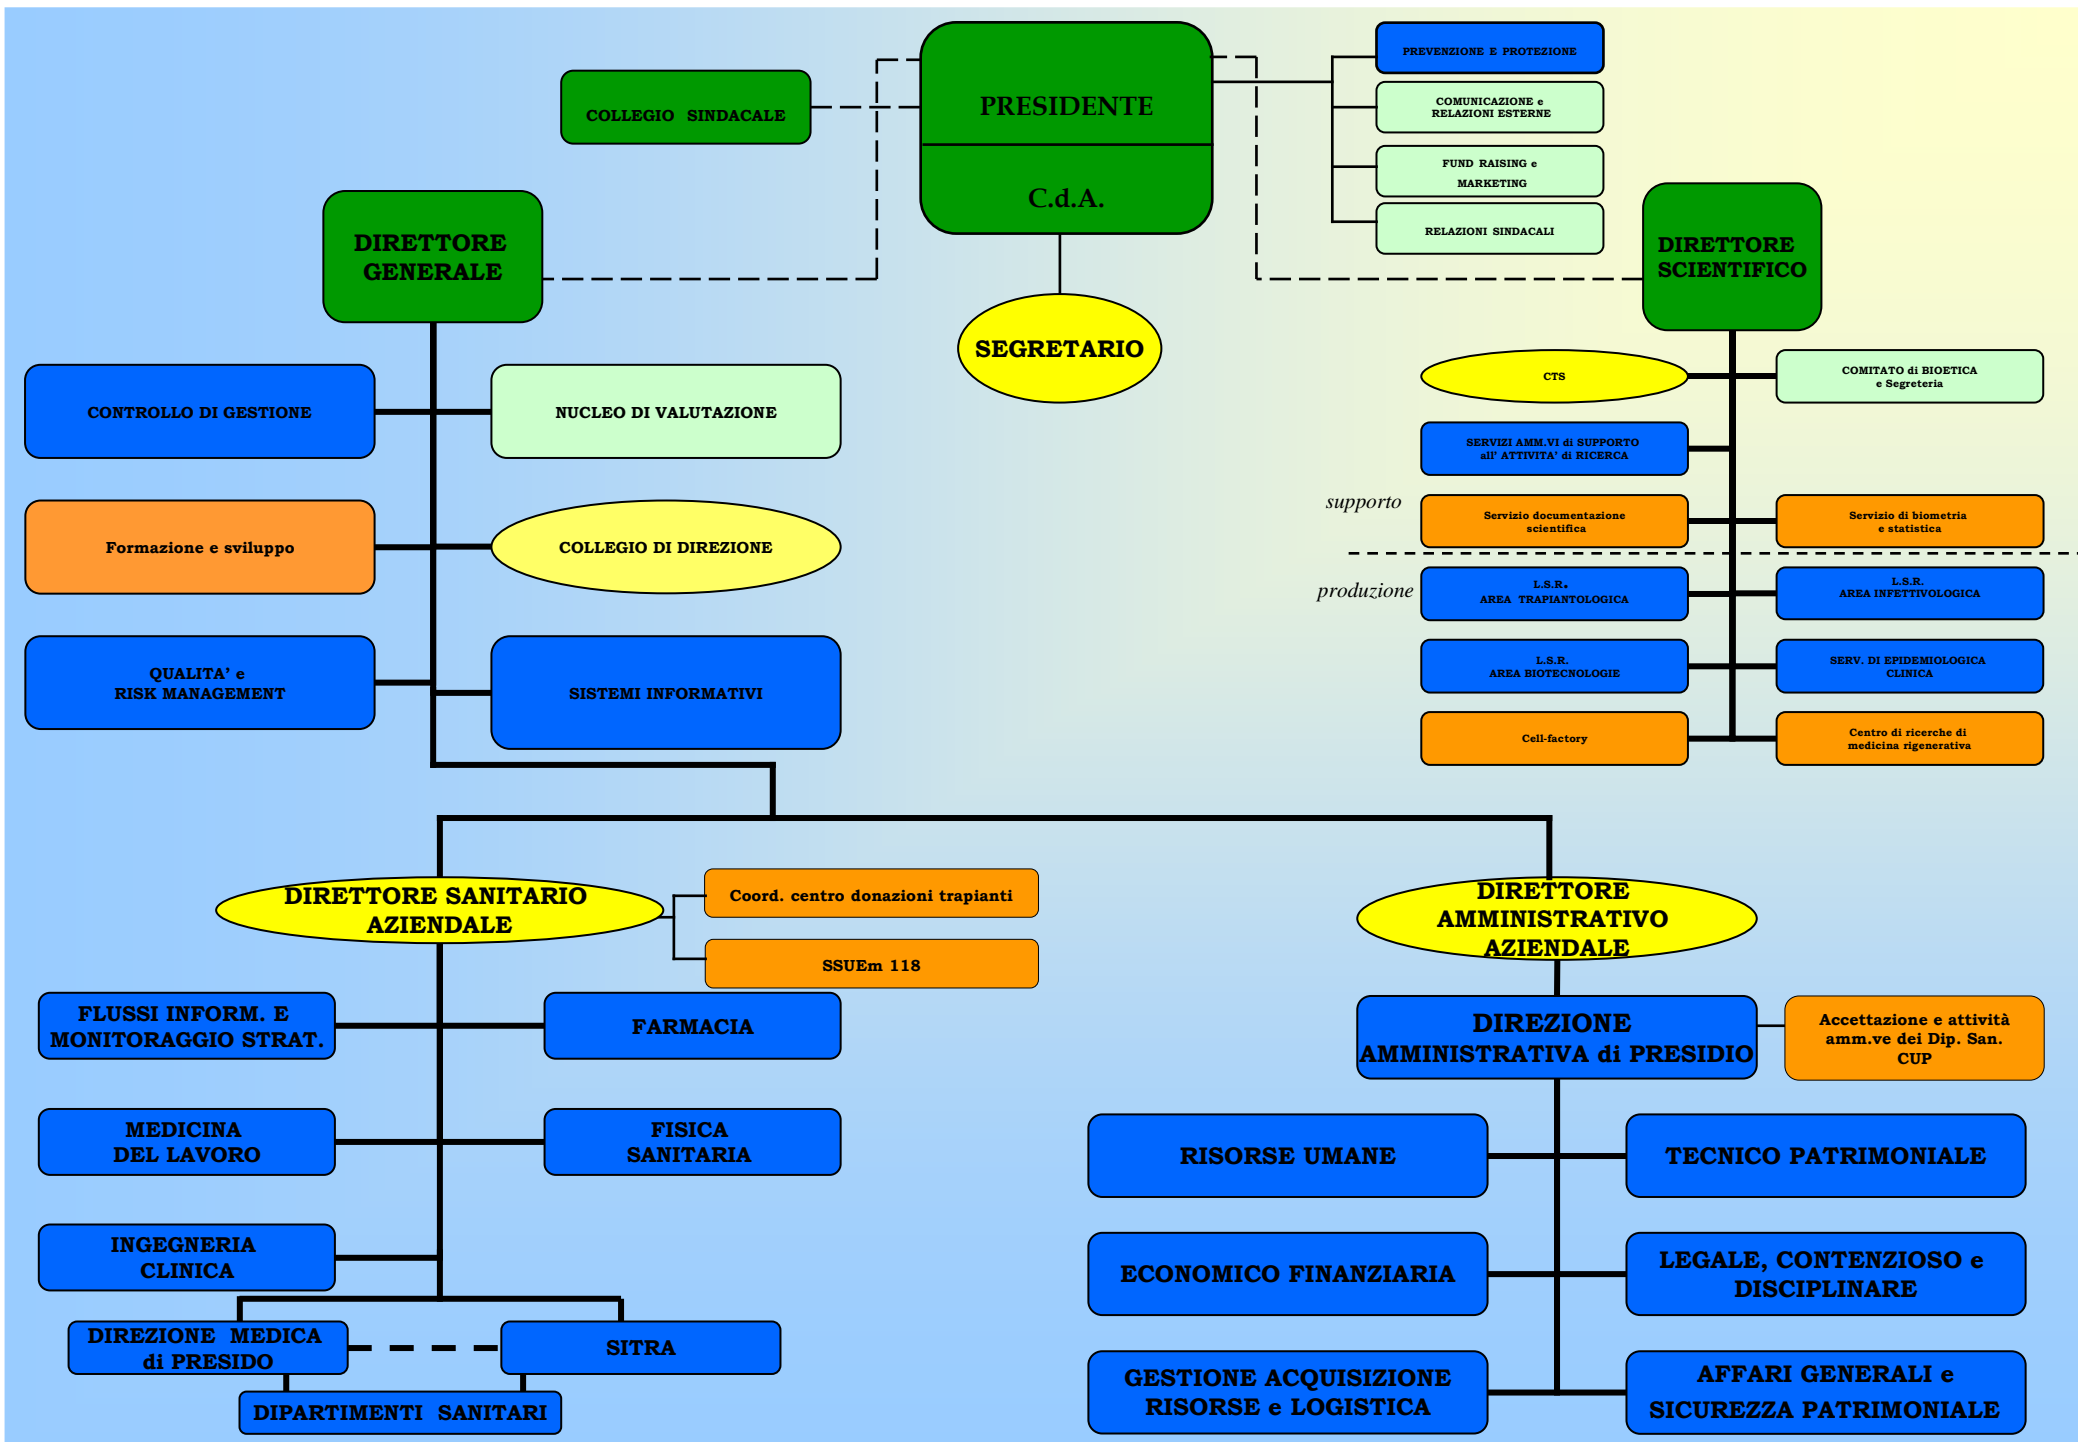 PRESIDENTE
C.d.A.
COLLEGIO SINDACALE
PREVENZIONE E PROTEZIONE
COMUNICAZIONE e
RELAZIONI ESTERNE
FUND RAISING e
MARKETING
RELAZIONI SINDACALI
DIRETTORE
GENERALE
SEGRETARIO
DIRETTORE
SCIENTIFICO
CONTROLLO DI GESTIONE
NUCLEO DI VALUTAZIONE
Formazione e sviluppo
COLLEGIO DI DIREZIONE
QUALITA’ e
RISK MANAGEMENT
SISTEMI INFORMATIVI
CTS
COMITATO di BIOETICA
e Segreteria
SERVIZI AMM.VI di SUPPORTO
all’ ATTIVITA’ di RICERCA
supporto
Servizio documentazione
scientifica
Servizio di biometria
e statistica
produzione
L.S.R.
AREA TRAPIANTOLOGICA
L.S.R.
AREA INFETTIVOLOGICA
L.S.R.
AREA BIOTECNOLOGIE
SERV. DI EPIDEMIOLOGICA
CLINICA
Cell-factory
Centro di ricerche di
medicina rigenerativa
DIRETTORE SANITARIO
AZIENDALE
Coord. centro donazioni trapianti
SSUEm 118
FLUSSI INFORM. E
MONITORAGGIO STRAT.
FARMACIA
MEDICINA
DEL LAVORO
FISICA
SANITARIA
INGEGNERIA
CLINICA
DIREZIONE MEDICA
di PRESIDO
SITRA
DIPARTIMENTI SANITARI
DIRETTORE
AMMINISTRATIVO
AZIENDALE
DIREZIONE
AMMINISTRATIVA di PRESIDIO
Accettazione e attività
amm.ve dei Dip. San.
CUP
RISORSE UMANE
TECNICO PATRIMONIALE
ECONOMICO FINANZIARIA
LEGALE, CONTENZIOSO e
DISCIPLINARE
GESTIONE ACQUISIZIONE
RISORSE e LOGISTICA
AFFARI GENERALI e
SICUREZZA PATRIMONIALE